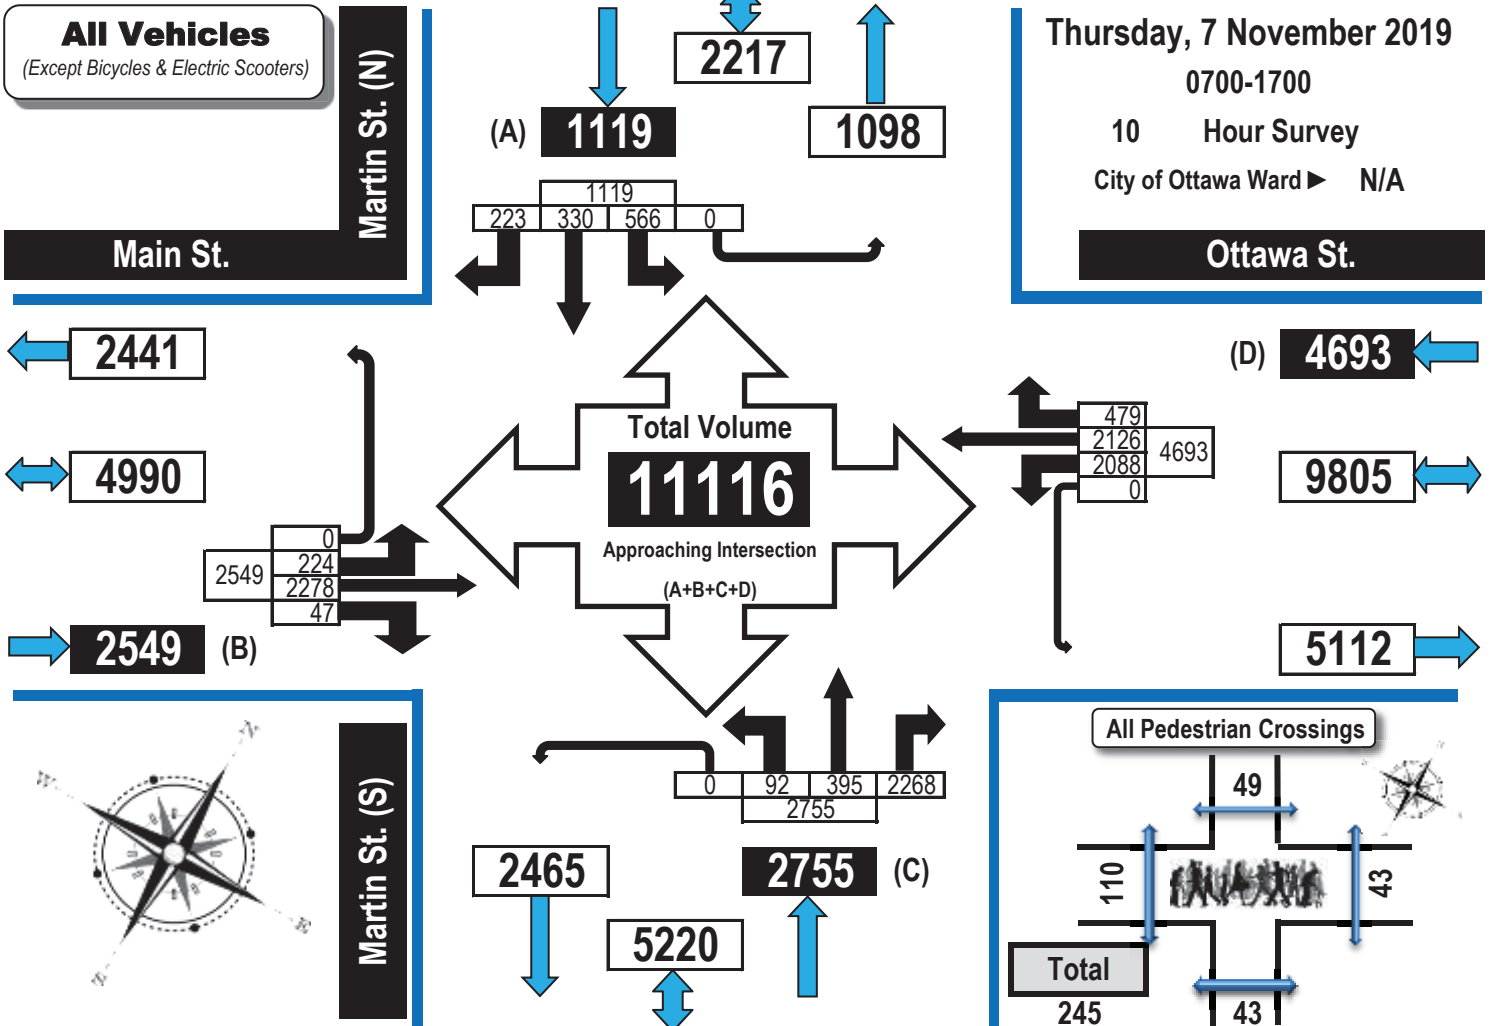 All Vehicles
(Except Bicycles & Electric Scooters)
Martin St. (N)
Main St.
2217
(A) 1119
1098
1119
223 330 566 0
Thursday, 7 November 2019
0700-1700
10 Hour Survey
City of Ottawa Ward ► N/A
Ottawa St.
2441
4990
0
224
2278
47
2549
2549 (B)
Total Volume
11116
Approaching Intersection
(A+B+C+D)
(D) 4693
479
2126
2088
0
4693
9805
5112
N
W
E
S
Martin St. (S)
0 92 395 2268
2755
2465
2755 (C)
5220
All Pedestrian Crossings
49
110
43
Total
245
43